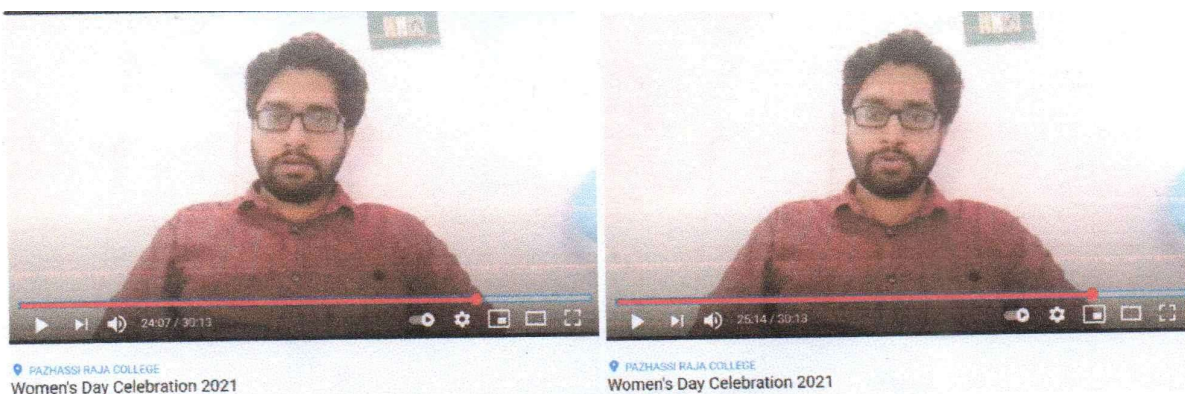 24:07 / 30:13
PAZHASSI RAJA COLLEGE
Women's Day Celebration 2021
25:14 / 30:13
PAZHASSI RAJA COLLEGE
Women's Day Celebration 2021